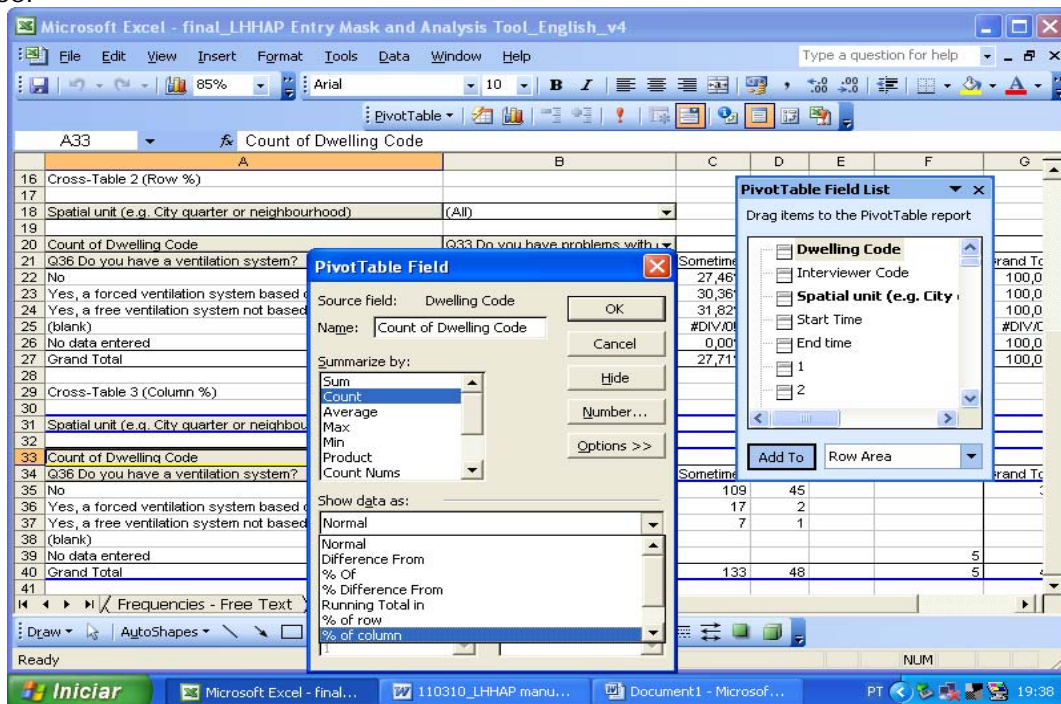 Microsoft Excel - final_LHHAP Entry Mask and Analysis Tool_English_v4
File Edit View Insert Format Tools Data Window Help Type a question for help
85% Arial 10 B I
PivotTable
A33 fx Count of Dwelling Code
A B C D E F G
16 Cross-Table 2 (Row %)
17
18 Spatial unit (e.g. City quarter or neighbourhood) (All)
19
20 Count of Dwelling Code Q33 Do you have problems with
21 Q36 Do you have a ventilation system? Sometime rand To
22 No 27,46 100,0
23 Yes, a forced ventilation system based 30,36 100,0
24 Yes, a free ventilation system not based 31,82 100,0
25 (blank) #DIV/0! #DIV/0
26 No data entered 0,00 100,0
27 Grand Total 27,71 100,0
28
29 Cross-Table 3 (Column %)
30
31 Spatial unit (e.g. City quarter or neighbou
32
33 Count of Dwelling Code
34 Q36 Do you have a ventilation system? Sometime rand To
35 No 109 45
36 Yes, a forced ventilation system based 17 2
37 Yes, a free ventilation system not based 7 1
38 (blank)
39 No data entered 5
40 Grand Total 133 48 5
41
PivotTable Field
Source field: Dwelling Code
Name: Count of Dwelling Code
Summarize by:
Sum
Count
Average
Max
Min
Product
Count Nums
OK
Cancel
Hide
Number...
Options >>
Show data as:
Normal
Normal
Difference From
% Of
% Difference From
Running Total in
% of row
% of column
PivotTable Field List
Drag items to the PivotTable report
Dwelling Code
Interviewer Code
Spatial unit (e.g. City
Start Time
End time
1
2
Add To Row Area
Frequencies - Free Text
Draw AutoShapes
Ready NUM
Iniciar Microsoft Excel - final... 110310_LHHAP manu... Document1 - Microsof... PT 19:38